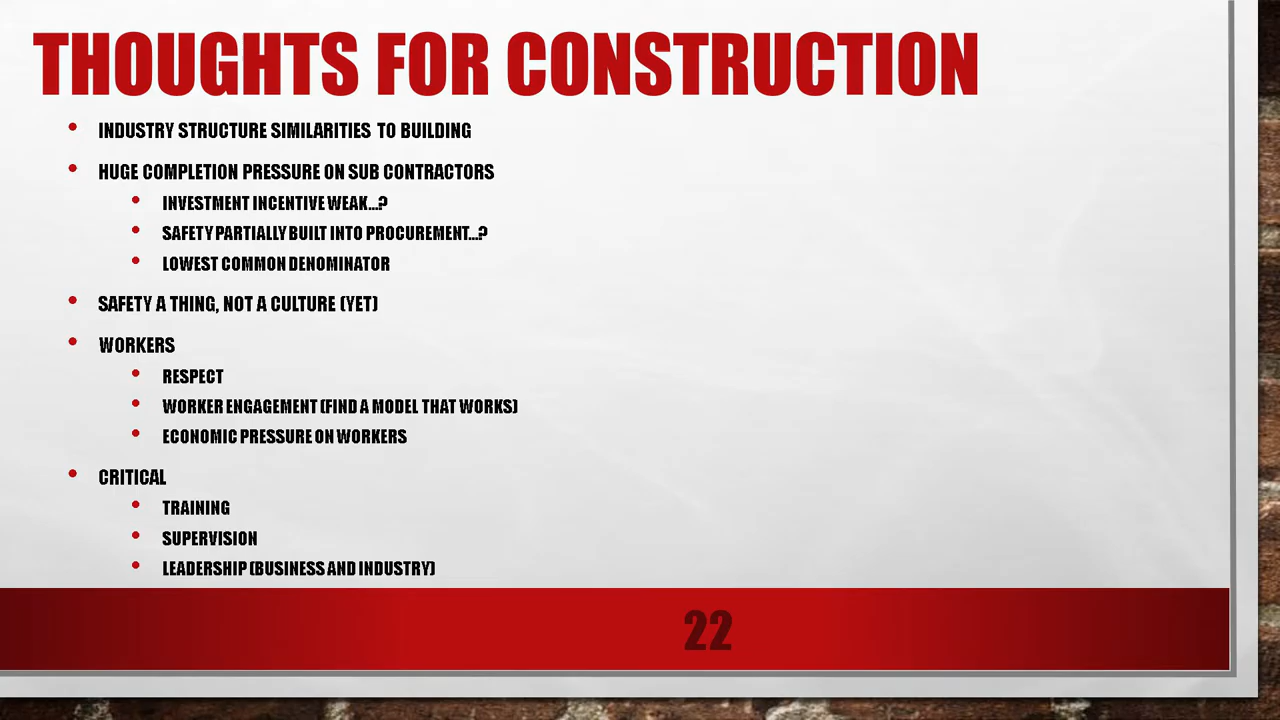 THOUGHTS FOR CONSTRUCTION
• INDUSTRY STRUCTURE SIMILARITIES TO BUILDING
• HUGE COMPLETION PRESSURE ON SUB CONTRACTORS
• INVESTMENT INCENTIVE WEAK...?
• SAFETY PARTIALLY BUILT INTO PROCUREMENT...?
• LOWEST COMMON DENOMINATOR
• SAFETY A THING, NOT A CULTURE (YET)
• WORKERS
• RESPECT
• WORKER ENGAGEMENT (FIND A MODEL THAT WORKS)
• ECONOMIC PRESSURE ON WORKERS
• CRITICAL
• TRAINING
• SUPERVISION
• LEADERSHIP (BUSINESS AND INDUSTRY)
22